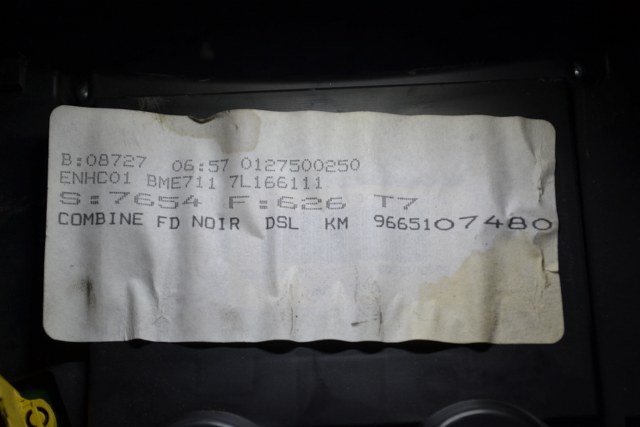 B:08727 06:57 0127500250
ENHC01 BME711 7L166111
S:7654 F:626 T7
COMBINE FD NOIR DSL KM 9665107480